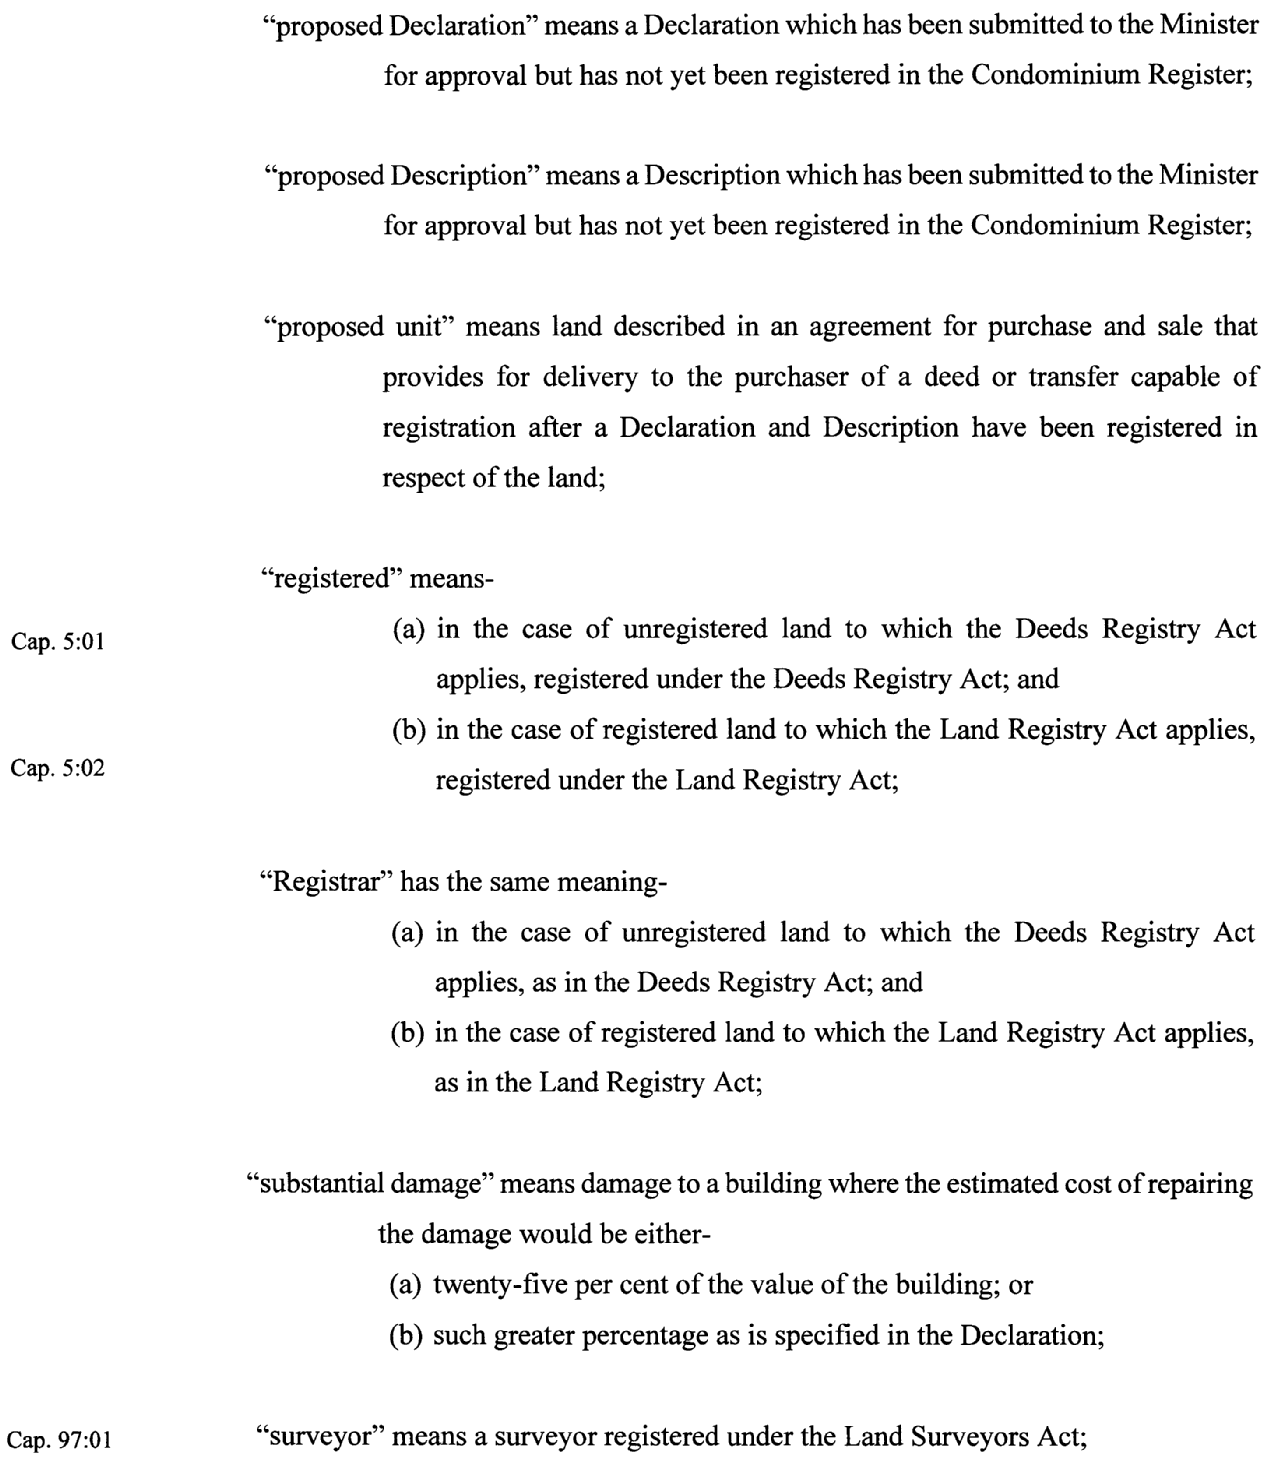 “proposed Declaration” means a Declaration which has been submitted to the Minister
for approval but has not yet been registered in the Condominium Register;
“proposed Description” means a Description which has been submitted to the Minister
for approval but has not yet been registered in the Condominium Register;
“proposed unit” means land described in an agreement for purchase and sale that
provides for delivery to the purchaser of a deed or transfer capable of
registration after a Declaration and Description have been registered in
respect of the land;
“registered” means-
Cap. 5:01
(a) in the case of unregistered land to which the Deeds Registry Act
applies, registered under the Deeds Registry Act; and
(b) in the case of registered land to which the Land Registry Act applies,
Cap. 5:02
registered under the Land Registry Act;
“Registrar” has the same meaning-
(a) in the case of unregistered land to which the Deeds Registry Act
applies, as in the Deeds Registry Act; and
(b) in the case of registered land to which the Land Registry Act applies,
as in the Land Registry Act;
“substantial damage” means damage to a building where the estimated cost of repairing
the damage would be either-
(a) twenty-five per cent of the value of the building; or
(b) such greater percentage as is specified in the Declaration;
Cap. 97:01
“surveyor” means a surveyor registered under the Land Surveyors Act;